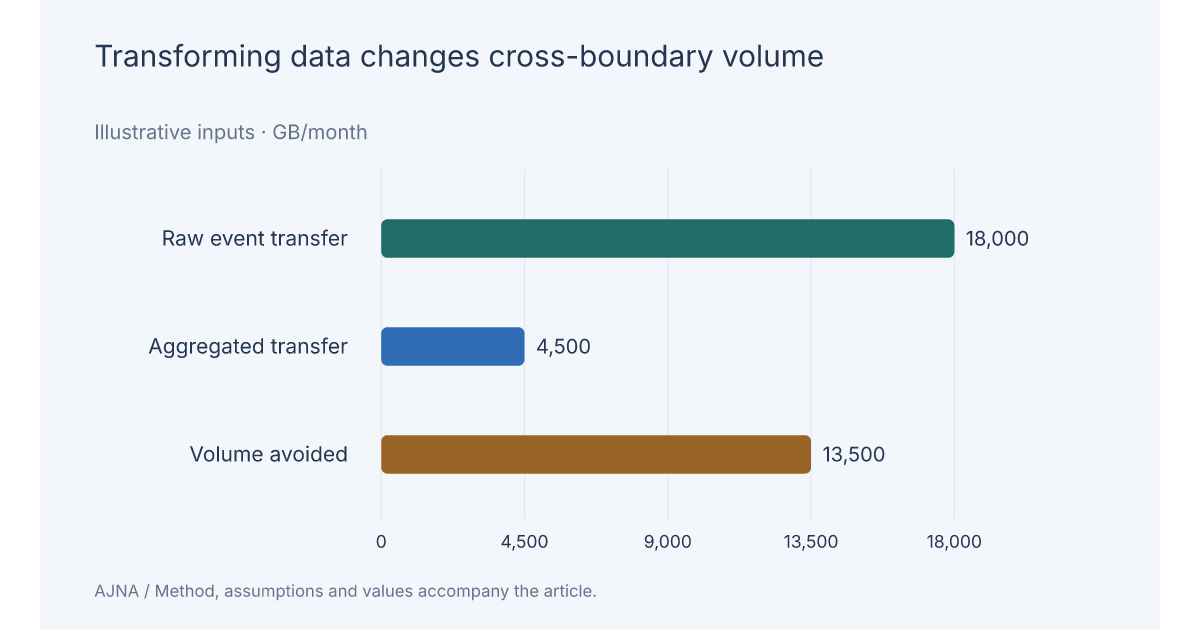 Transforming data changes cross-boundary volume
Illustrative inputs · GB/month
Raw event transfer 18,000
Aggregated transfer 4,500
Volume avoided 13,500
0 4,500 9,000 13,500 18,000
AJNA / Method, assumptions and values accompany the article.